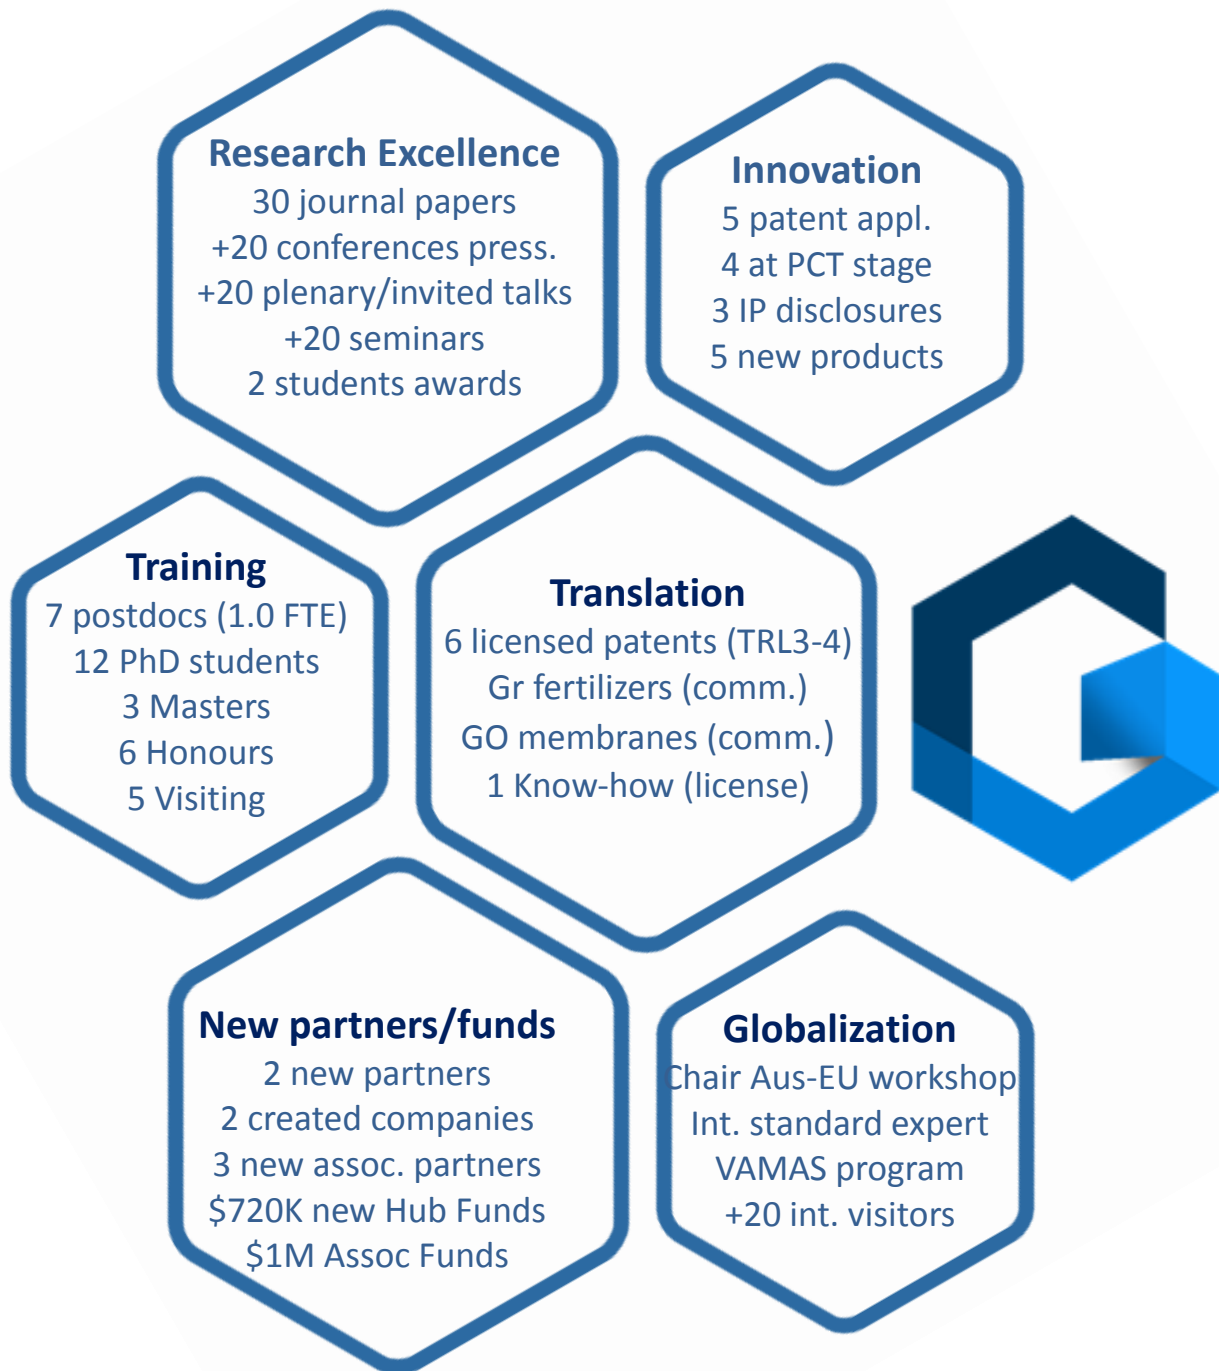 Research Excellence
30 journal papers
+20 conferences press.
+20 plenary/invited talks
+20 seminars
2 students awards
Innovation
5 patent appl.
4 at PCT stage
3 IP disclosures
5 new products
Training
7 postdocs (1.0 FTE)
12 PhD students
3 Masters
6 Honours
5 Visiting
Translation
6 licensed patents (TRL3-4)
Gr fertilizers (comm.)
GO membranes (comm.)
1 Know-how (license)
New partners/funds
2 new partners
2 created companies
3 new assoc. partners
$720K new Hub Funds
$1M Assoc Funds
Globalization
Chair Aus-EU workshop
Int. standard expert
VAMAS program
+20 int. visitors